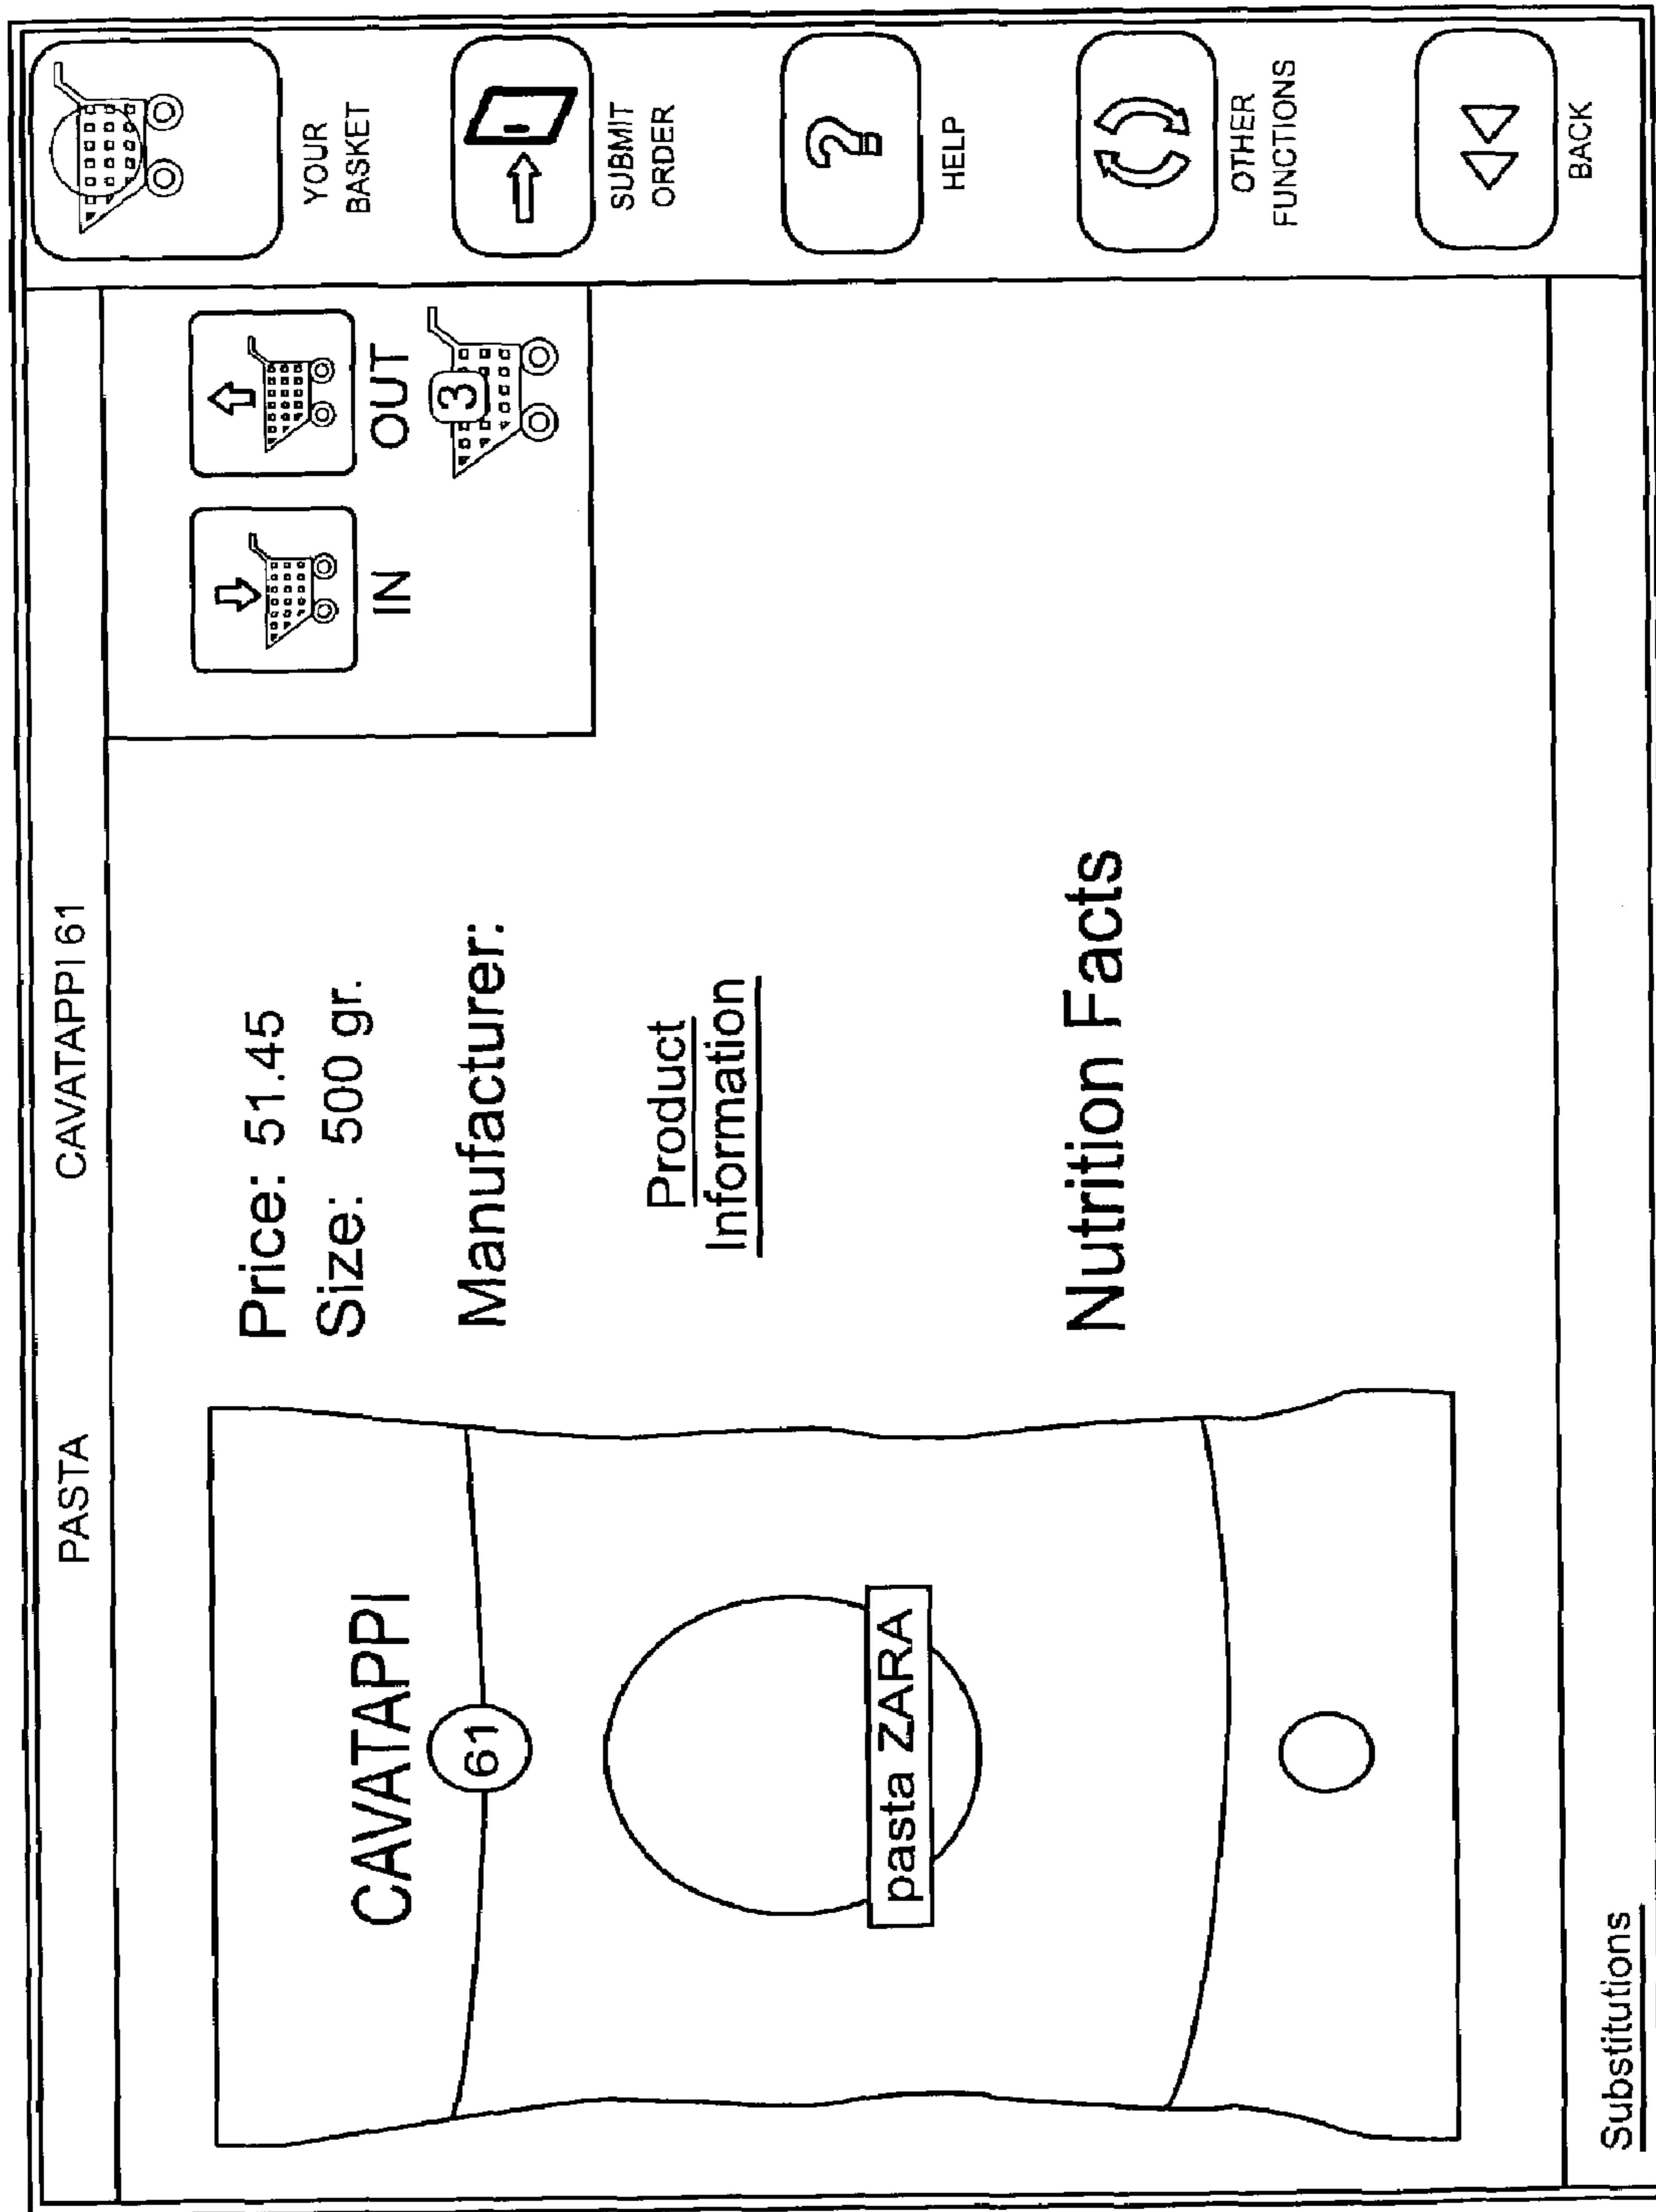 PASTA
CAVATAPPI 61
CAVATAPPI
61
pasta ZARA
Price: 51.45
Size: 500 gr.
Manufacturer:
Product
Information
Nutrition Facts
IN
OUT
3
YOUR
BASKET
SUBMIT
ORDER
?
HELP
OTHER
FUNCTIONS
BACK
Substitutions